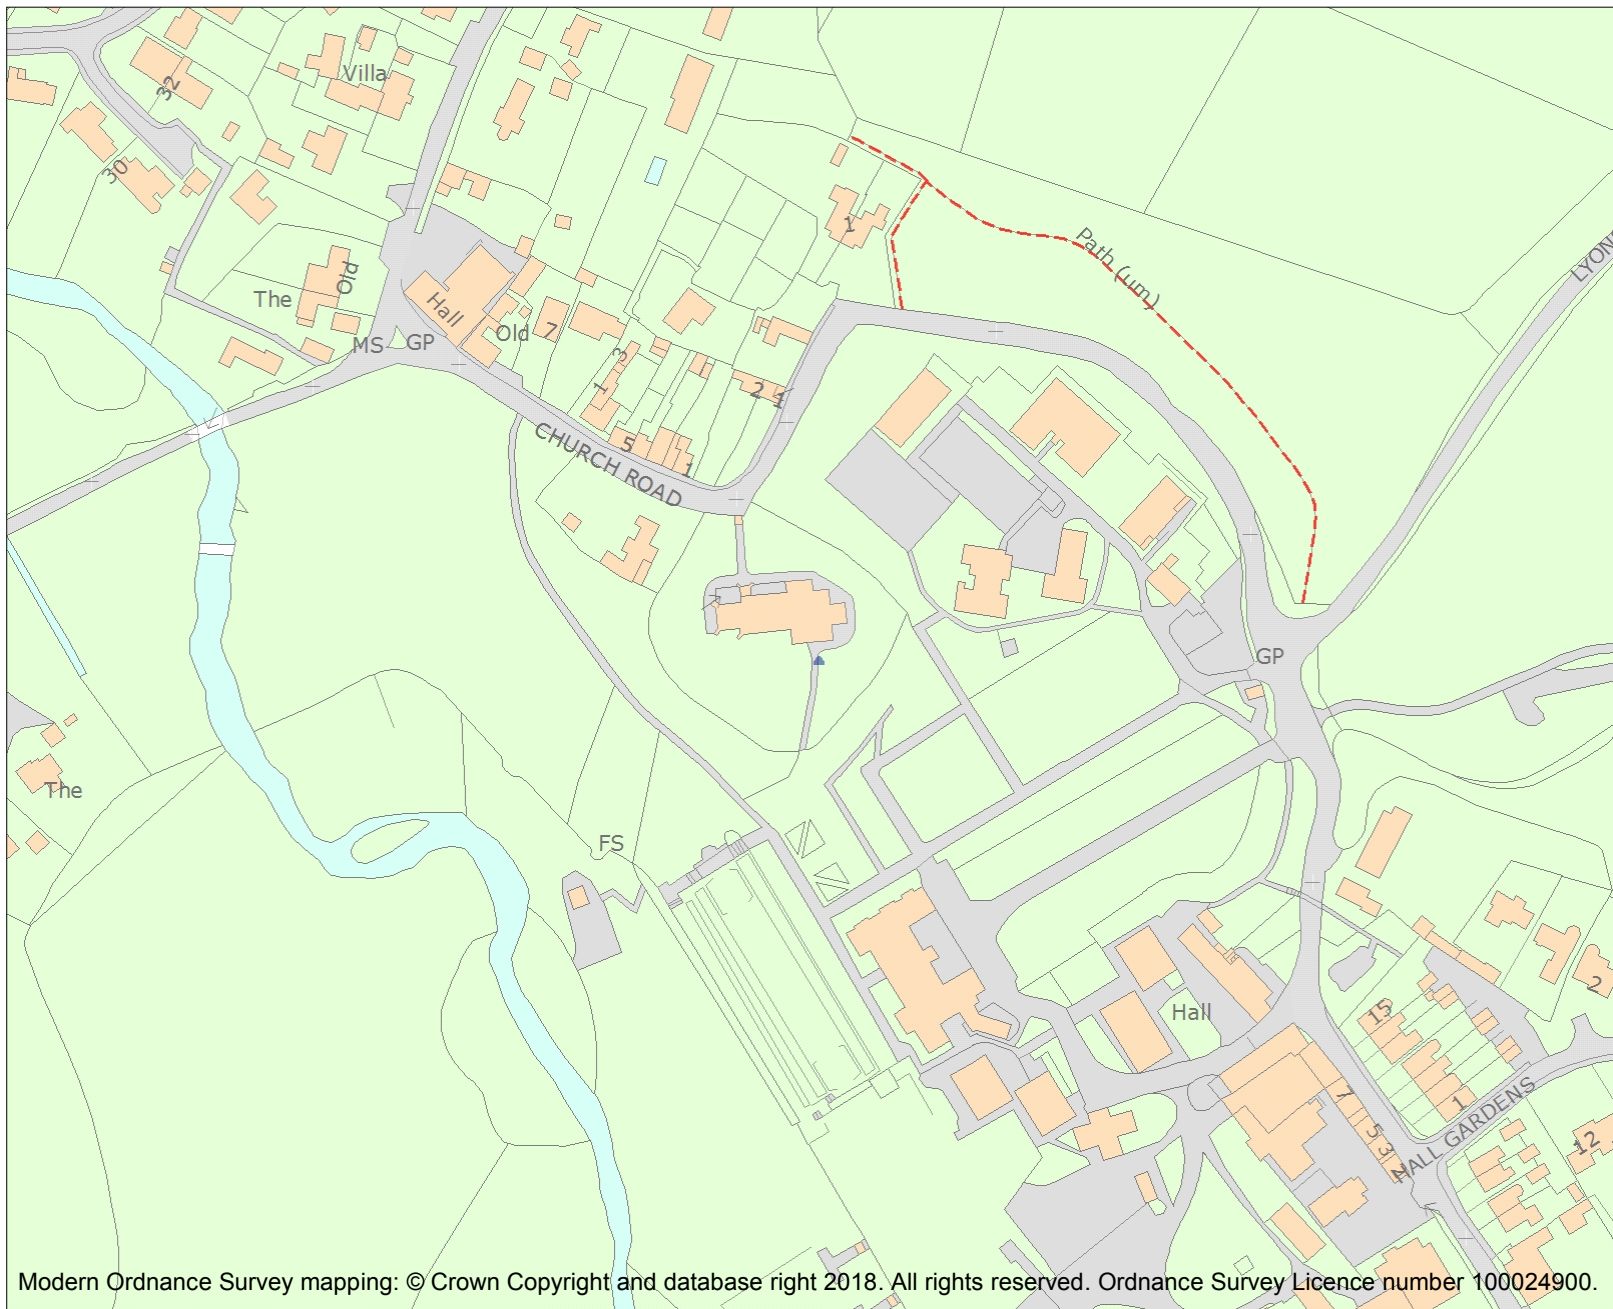 Villa
32
30
1
Path (um)
LYON
The
Old
Hall
MS
GP
Old
7
3
1
2
1
5
1
CHURCH ROAD
GP
The
FS
Hall
15
2
1
7
5
3
HALL GARDENS
12
Modern Ordnance Survey mapping: © Crown Copyright and database right 2018. All rights reserved. Ordnance Survey Licence number 100024900.